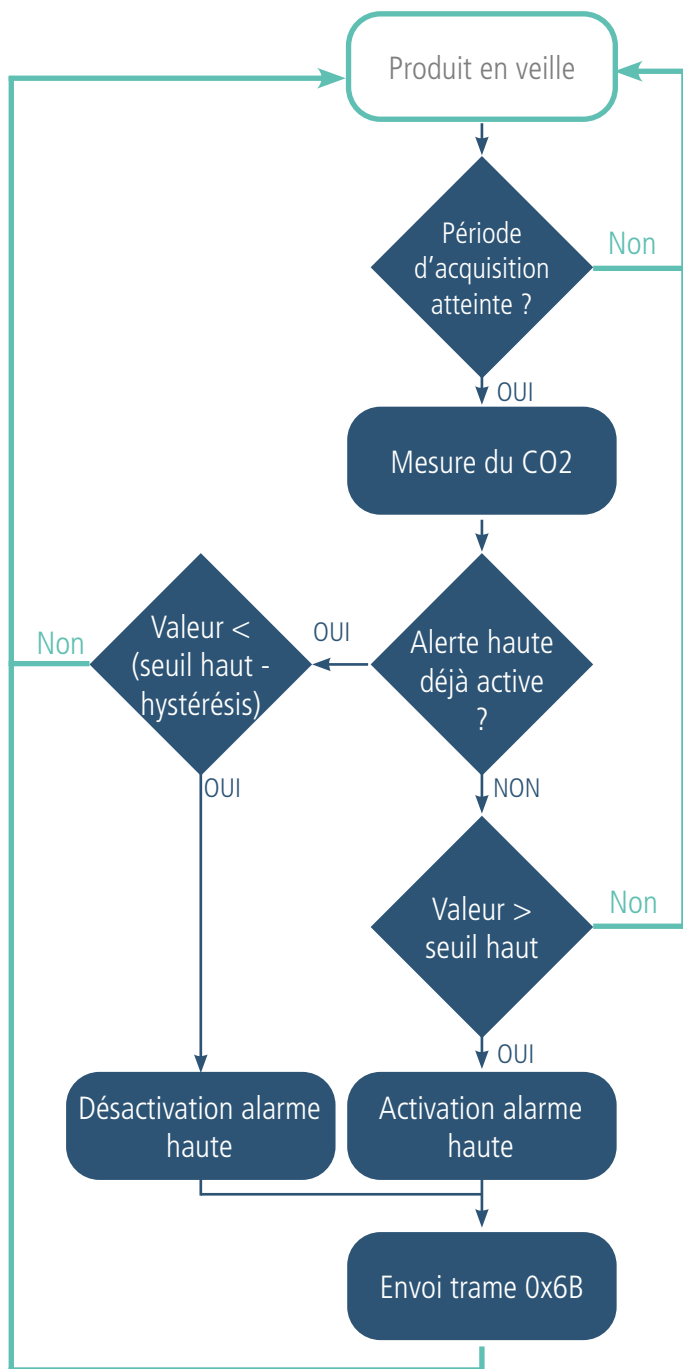 Produit en veille
Période
d’acquisition
atteinte ?
Non
OUI
Mesure du CO2
Alerte haute
déjà active
?
OUI
Valeur <
(seuil haut -
hystérésis)
Non
OUI
NON
Valeur >
seuil haut
Non
OUI
Désactivation alarme
haute
Activation alarme
haute
Envoi trame 0x6B